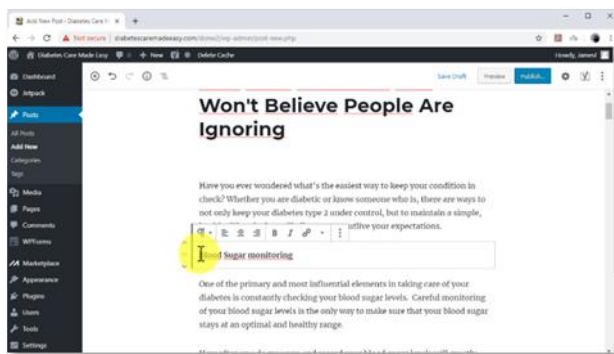 Add New Post - Diabetes Care M
Not secure | diabetescaremadeeasy.com/demo2/wp-admin/post-new.php
Diabetes Care Made Easy
0
+ New
Delete Cache
Howdy, James!
Dashboard
Jetpack
Posts
All Posts
Add New
Categories
Tags
Media
Pages
Comments
WPForms
Marketplace
Appearance
Plugins
Users
Tools
Settings
Save Draft
Preview
Publish...
Won't Believe People Are
Ignoring
Have you ever wondered what's the easiest way to keep your condition in
check? Whether you are diabetic or know someone who is, there are ways to
not only keep your diabetes type 2 under control, but to maintain a simple,
outlive your expectations.
B I
Blood Sugar monitoring
One of the primary and most influential elements in taking care of your
diabetes is constantly checking your blood sugar levels. Careful monitoring
of your blood sugar levels is the only way to make sure that your blood sugar
stays at an optimal and healthy range.